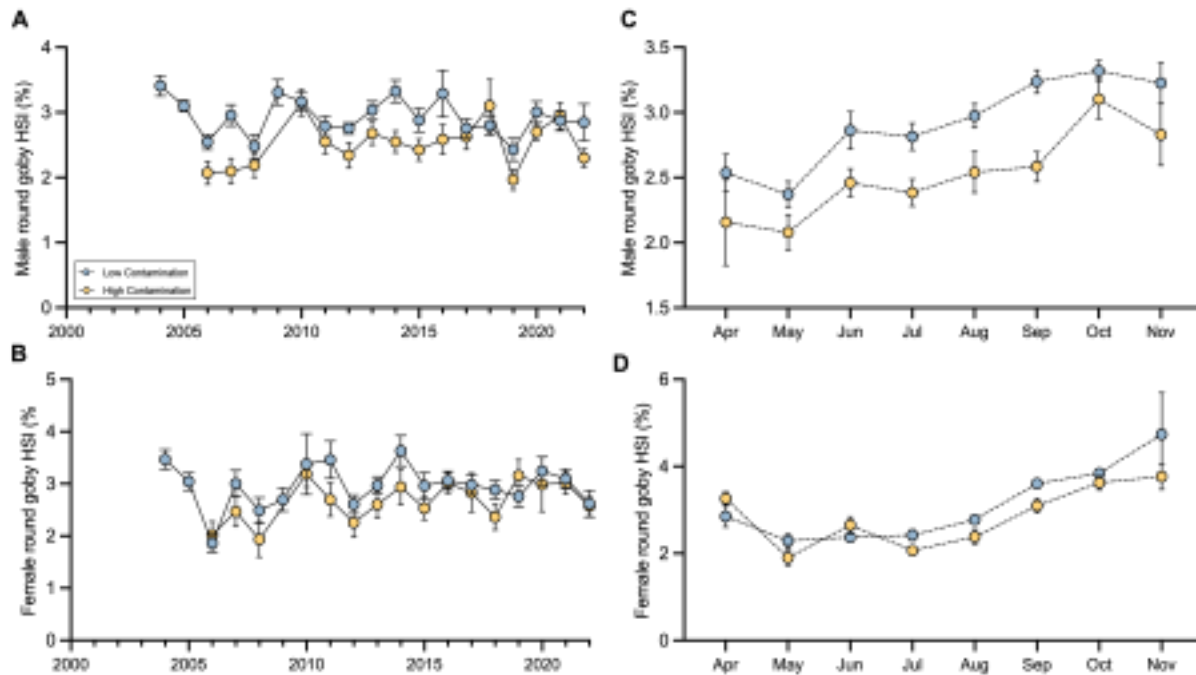 A
Male round goby HSI (%)
4
3
2
1
0
Low Contamination
High Contamination
2000
2005
2010
2015
2020
C
Male round goby HSI (%)
3.5
3.0
2.5
2.0
1.5
Apr
May
Jun
Jul
Aug
Sep
Oct
Nov
B
Female round goby HSI (%
5
4
3
2
1
0
2000
2005
2010
2015
2020
D
Female round goby HSI (%)
6
4
2
0
Apr
May
Jun
Jul
Aug
Sep
Oct
Nov